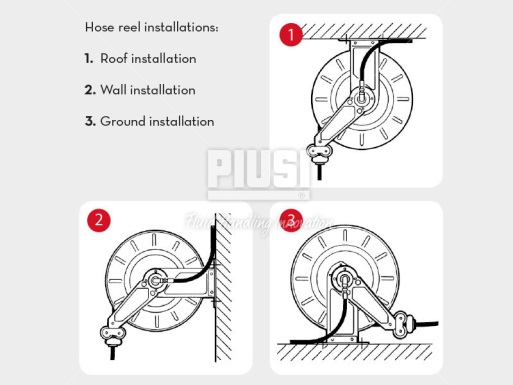 Hose reel installations:
1. Roof installation
2. Wall installation
3. Ground installation
1
PIUSI
Fluid Handling Innovation
2
3